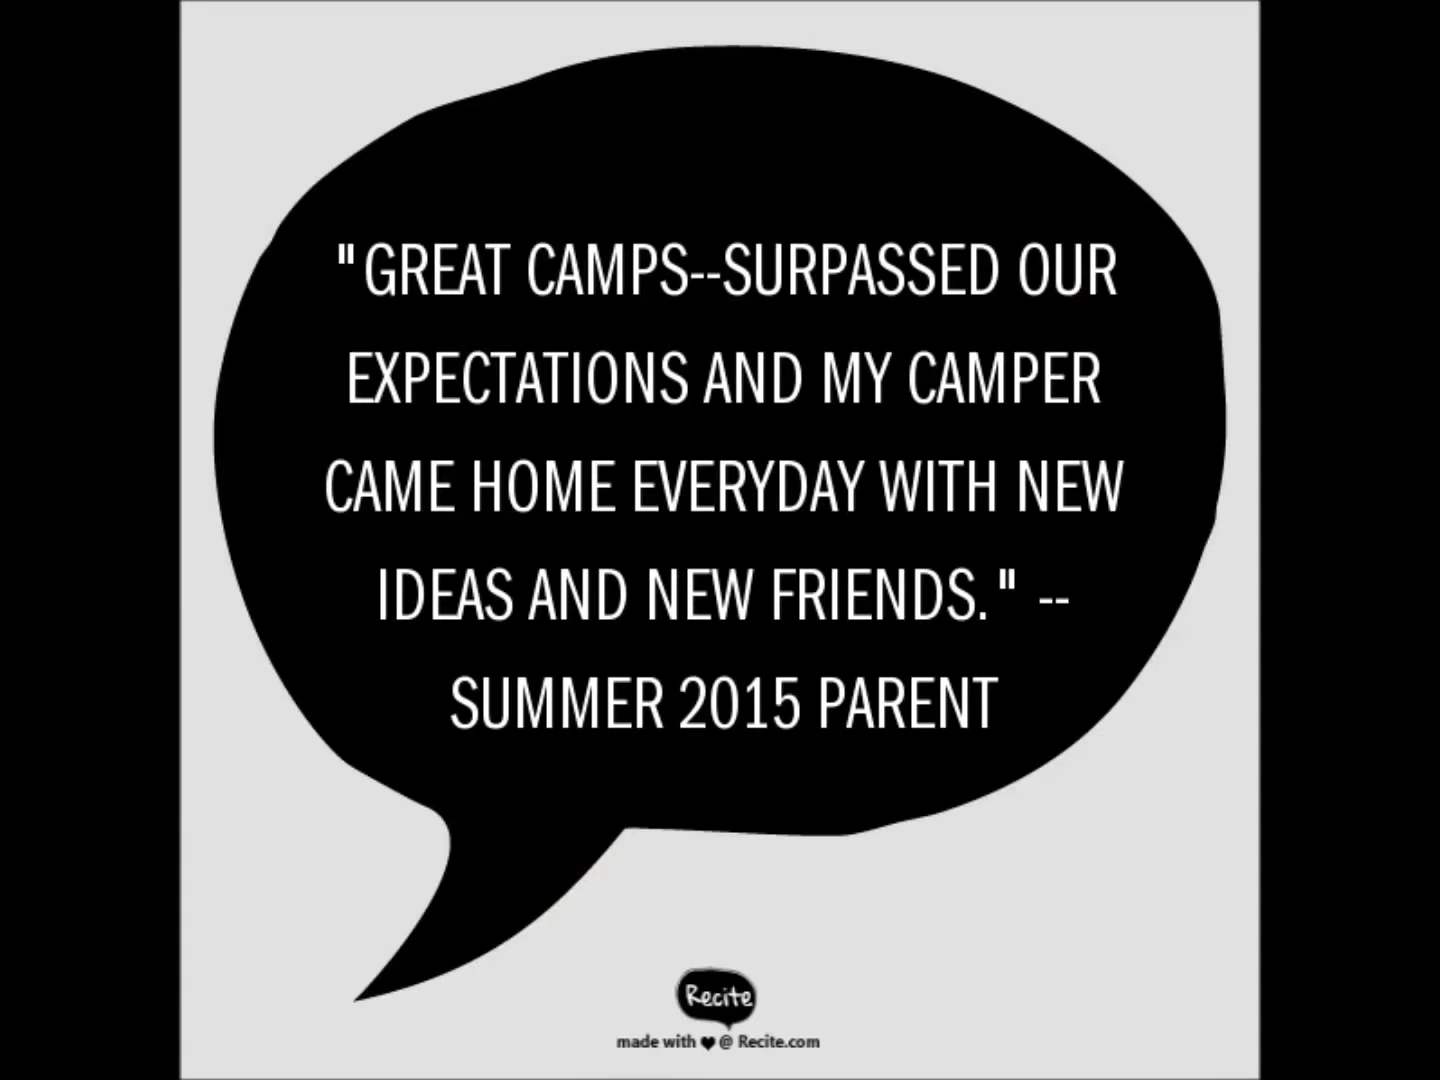 "GREAT CAMPS--SURPASSED OUR
EXPECTATIONS AND MY CAMPER
CAME HOME EVERYDAY WITH NEW
IDEAS AND NEW FRIENDS." --
SUMMER 2015 PARENT
Recite
made with ♥ @ Recite.com